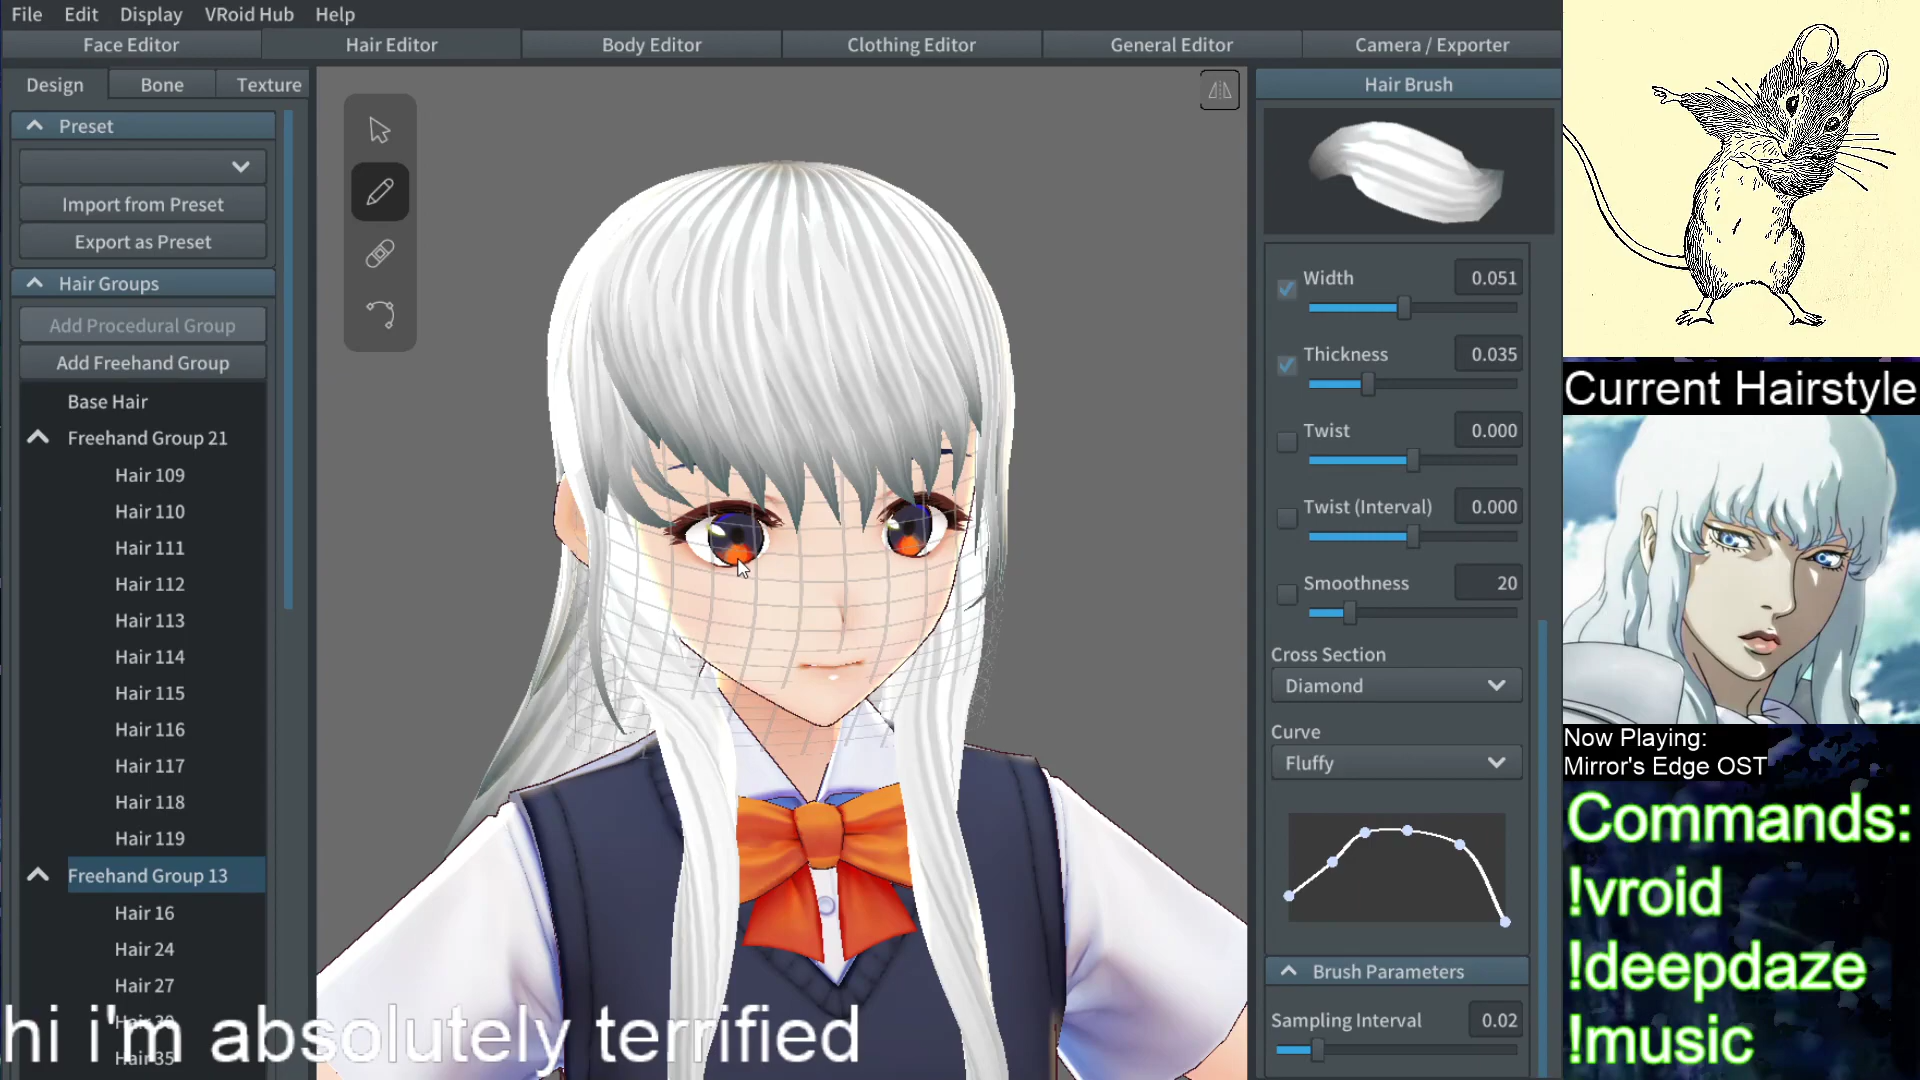 File Edit Display VRoid Hub Help
Face Editor Hair Editor Body Editor Clothing Editor General Editor Camera / Exporter
Design Bone Texture
Preset
Import from Preset
Export as Preset
Hair Groups
Add Procedural Group
Add Freehand Group
Base Hair
Freehand Group 21
Hair 109
Hair 110
Hair 111
Hair 112
Hair 113
Hair 114
Hair 115
Hair 116
Hair 117
Hair 118
Hair 119
Freehand Group 13
Hair 16
Hair 24
Hair 27
Hair 35
hi i'm absolutely terrified
Hair Brush
Width 0.051
Thickness 0.035
Twist 0.000
Twist (Interval) 0.000
Smoothness 20
Cross Section
Diamond
Curve
Fluffy
Brush Parameters
Sampling Interval 0.02
Current Hairstyle
Now Playing:
Mirror's Edge OST
Commands:
!vroid
!deepdaze
!music